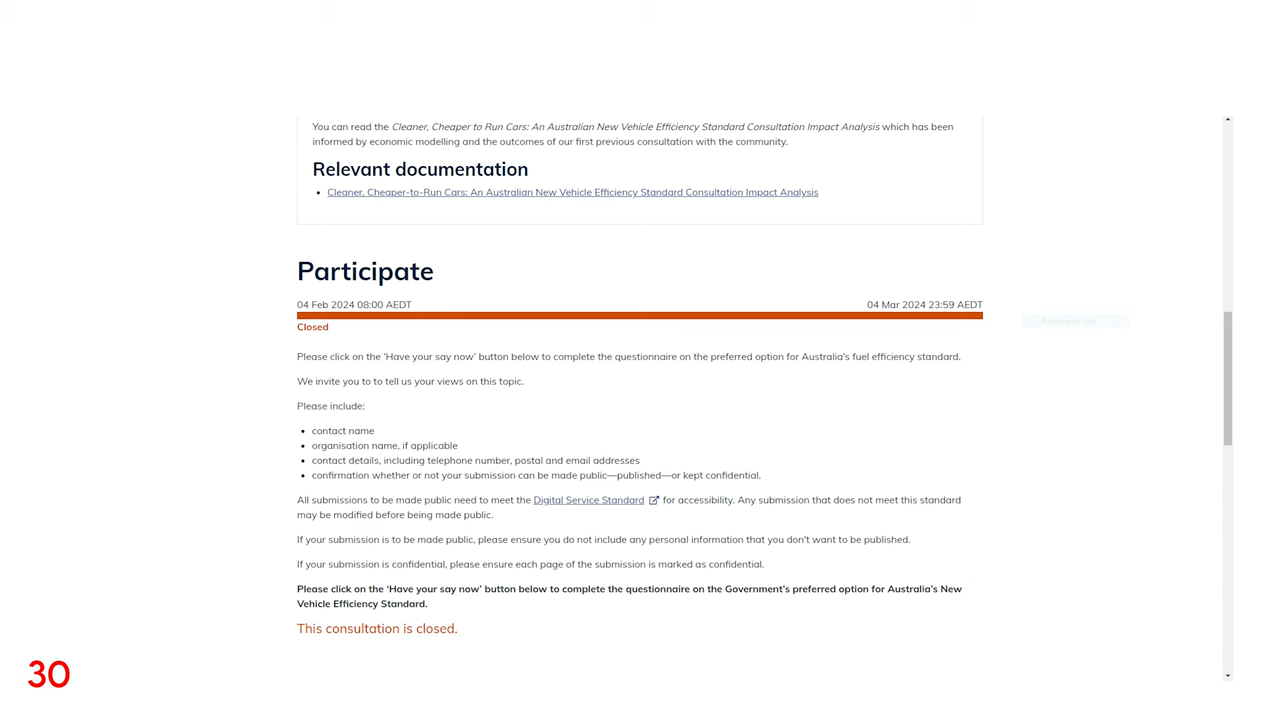 You can read the Cleaner, Cheaper to Run Cars: An Australian New Vehicle Efficiency Standard Consultation Impact Analysis which has been
informed by economic modelling and the outcomes of our first previous consultation with the community.
Relevant documentation
• Cleaner, Cheaper-to-Run Cars: An Australian New Vehicle Efficiency Standard Consultation Impact Analysis
Participate
04 Feb 2024 08:00 AEDT 04 Mar 2024 23:59 AEDT
Closed
Please click on the ‘Have your say now’ button below to complete the questionnaire on the preferred option for Australia’s fuel efficiency standard.
We invite you to to tell us your views on this topic.
Please include:
• contact name
• organisation name, if applicable
• contact details, including telephone number, postal and email addresses
• confirmation whether or not your submission can be made public—published—or kept confidential.
All submissions to be made public need to meet the Digital Service Standard for accessibility. Any submission that does not meet this standard
may be modified before being made public.
If your submission is to be made public, please ensure you do not include any personal information that you don’t want to be published.
If your submission is confidential, please ensure each page of the submission is marked as confidential.
Please click on the ‘Have your say now’ button below to complete the questionnaire on the Government’s preferred option for Australia’s New
Vehicle Efficiency Standard.
This consultation is closed.
30